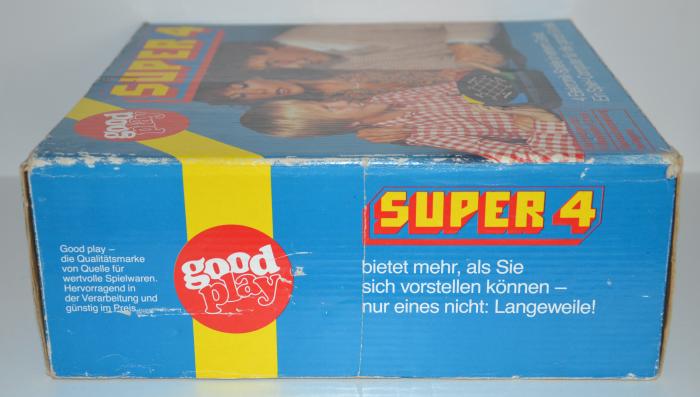 SUPER 4
good
play
Good play –
die Qualitätsmarke
von Quelle für
wertvolle Spielwaren.
Hervorragend in
der Verarbeitung und
günstig im Preis
good
play
SUPER 4
bietet mehr, als Sie
sich vorstellen können –
nur eines nicht: Langeweile!